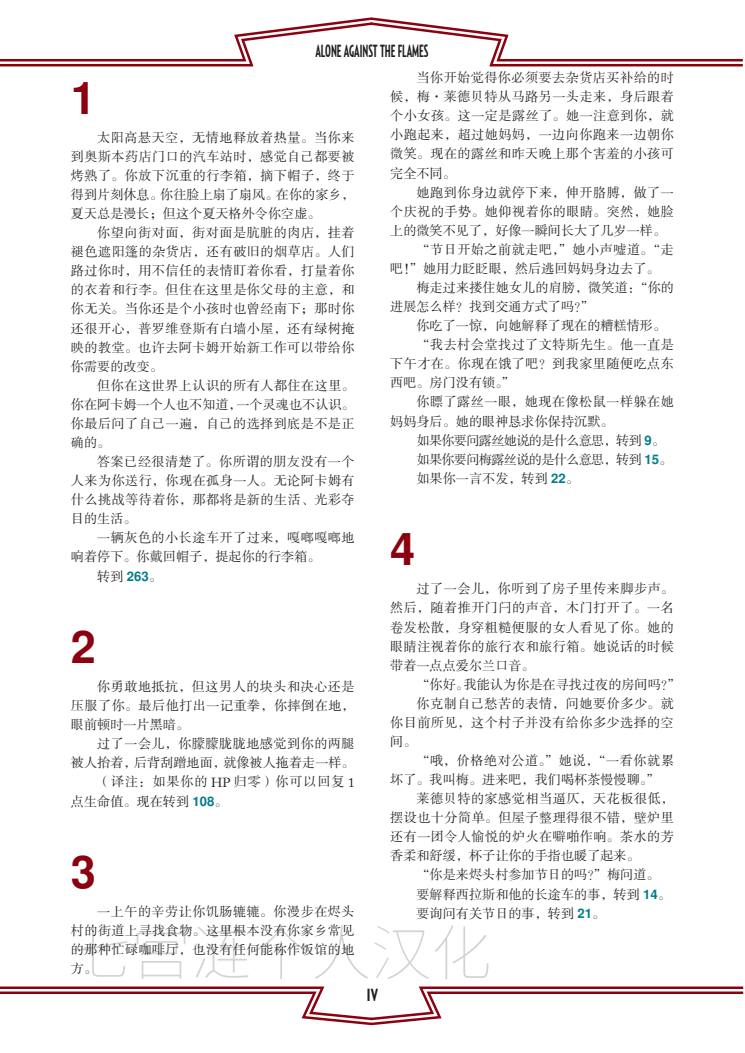 ALONE AGAINST THE FLAMES
1
太阳高悬天空，无情地释放着热量。当你来
到奥斯本药店门口的汽车站时，感觉自己都要被
烤熟了。你放下沉重的行李箱，摘下帽子，终于
得到片刻休息。你往脸上扇了扇风。在你的家乡，
夏天总是漫长；但这个夏天格外令你空虚。
你望向街对面，街对面是肮脏的肉店，挂着
褪色遮阳篷的杂货店，还有破旧的烟草店。人们
路过你时，用不信任的表情盯着你看，打量着你
的衣着和行李。但住在这里是你父母的主意，和
你无关。当你还是个小孩时也曾经南下；那时你
还很开心，普罗维登斯有白墙小屋，还有绿树掩
映的教堂。也许去阿卡姆开始新工作可以带给你
你需要的改变。
但你在这世界上认识的所有人都住在这里。
你在阿卡姆一个人也不知道，一个灵魂也不认识。
你最后问了自己一遍，自己的选择到底是不是正
确的。
答案已经很清楚了。你所谓的朋友没有一个
人来为你送行，你现在孤身一人。无论阿卡姆有
什么挑战等待着你，那都将是新的生活、光彩夺
目的生活。
一辆灰色的小长途车开了过来，嘎啷嘎啷地
响着停下。你戴回帽子，提起你的行李箱。
转到 263。
2
你勇敢地抵抗，但这男人的块头和决心还是
压服了你。最后他打出一记重拳，你摔倒在地，
眼前顿时一片黑暗。
过了一会儿，你朦朦胧胧地感觉到你的两腿
被人抬着，后背刮蹭地面，就像被人拖着走一样。
（译注：如果你的 HP 归零）你可以回复 1
点生命值。现在转到 108。
3
一上午的辛劳让你饥肠辘辘。你漫步在烬头
村的街道上寻找食物。这里根本没有你家乡常见
的那种忙碌咖啡厅，也没有任何能称作饭馆的地
方。
当你开始觉得你必须要去杂货店买补给的时
候，梅·莱德贝特从马路另一头走来，身后跟着
个小女孩。这一定是露丝了。她一注意到你，就
小跑起来，超过她妈妈，一边向你跑来一边朝你
微笑。现在的露丝和昨天晚上那个害羞的小孩可
完全不同。
她跑到你身边就停下来，伸开胳膊，做了一
个庆祝的手势。她仰视着你的眼睛。突然，她脸
上的微笑不见了，好像一瞬间长大了几岁一样。
“节日开始之前就走吧，”她小声嘘道。“走
吧！”她用力眨眨眼，然后逃回妈妈身边去了。
梅走过来搂住她女儿的肩膀，微笑道：“你的
进展怎么样？找到交通方式了吗？”
你吃了一惊，向她解释了现在的糟糕情形。
“我去村会堂找过了文特斯先生。他一直是
下午才在。你现在饿了吧？到我家里随便吃点东
西吧。房门没有锁。”
你瞟了露丝一眼，她现在像松鼠一样躲在她
妈妈身后。她的眼神恳求你保持沉默。
如果你要问露丝她说的是什么意思，转到 9。
如果你要问梅露丝说的是什么意思，转到 15。
如果你一言不发，转到 22。
4
过了一会儿，你听到了房子里传来脚步声。
然后，随着推开门闩的声音，木门打开了。一名
卷发松散，身穿粗糙便服的女人看见了你。她的
眼睛注视着你的旅行衣和旅行箱。她说话的时候
带着一点点爱尔兰口音。
“你好。我能认为你是在寻找过夜的房间吗？”
你克制自己愁苦的表情，问她要价多少。就
你目前所见，这个村子并没有给你多少选择的空
间。
“哦，价格绝对公道。”她说，“一看你就累
坏了。我叫梅。进来吧，我们喝杯茶慢慢聊。”
莱德贝特的家感觉相当逼仄，天花板很低，
摆设也十分简单。但屋子整理得很不错，壁炉里
还有一团令人愉悦的炉火在噼啪作响。茶水的芳
香柔和舒缓，杯子让你的手指也暖了起来。
“你是来烬头村参加节日的吗？”梅问道。
要解释西拉斯和他的长途车的事，转到 14。
要询问有关节日的事，转到 21。
七宫涟个人汉化
IV